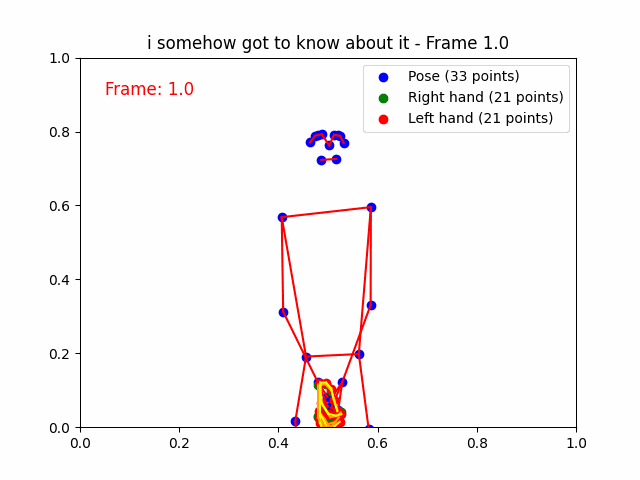 i somehow got to know about it - Frame 1.0
Frame: 1.0
Pose (33 points)
Right hand (21 points)
Left hand (21 points)
1.0
0.8
0.6
0.4
0.2
0.0
0.0 0.2 0.4 0.6 0.8 1.0